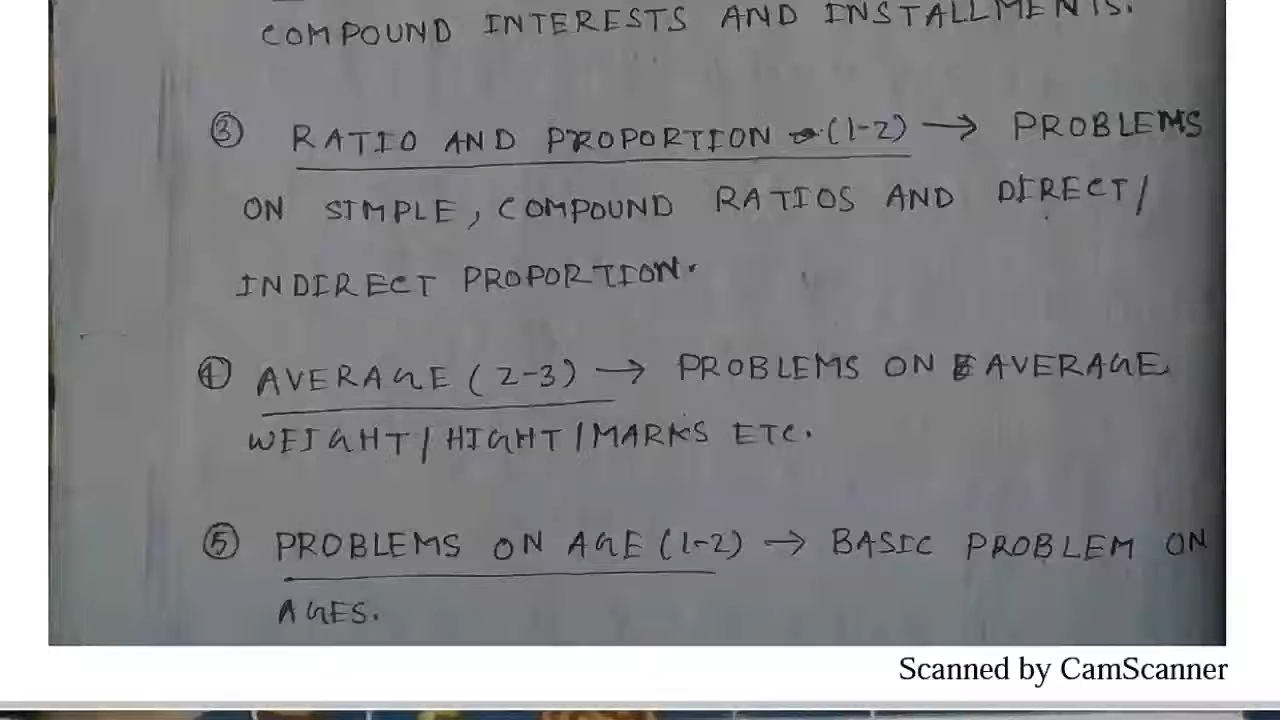 COMPOUND INTERESTS AND INSTALLMENTS.
③ RATIO AND PROPORTION (1-2) → PROBLEMS
ON SIMPLE, COMPOUND RATIOS AND DIRECT/
INDIRECT PROPORTION.
④ AVERAGE (2-3) → PROBLEMS ON AVERAGE
WEIGHT/HIGHT/MARKS ETC.
⑤ PROBLEMS ON AGE (1-2) → BASIC PROBLEM ON
AGES.
Scanned by CamScanner